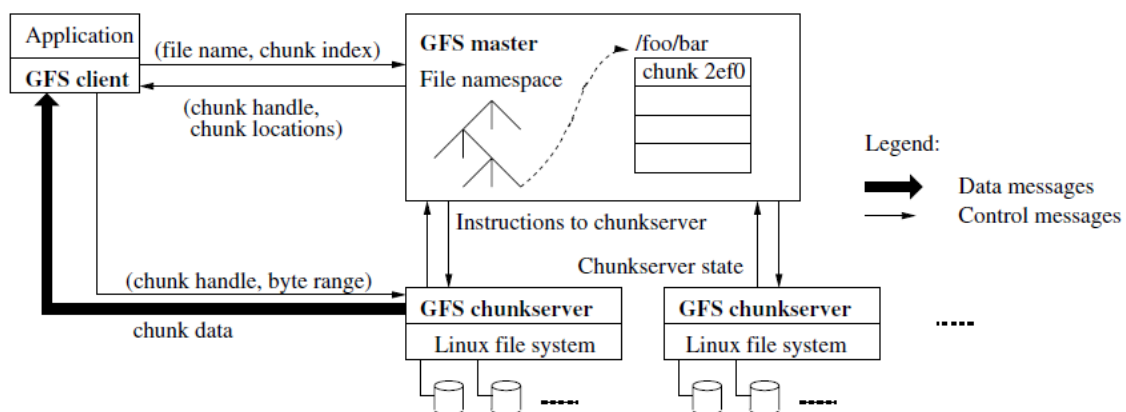 Application
GFS client
(file name, chunk index)
(chunk handle,
chunk locations)
GFS master
File namespace
/foo/bar
chunk 2ef0
Legend:
Data messages
Control messages
Instructions to chunkserver
Chunkserver state
(chunk handle, byte range)
chunk data
GFS chunkserver
Linux file system
GFS chunkserver
Linux file system